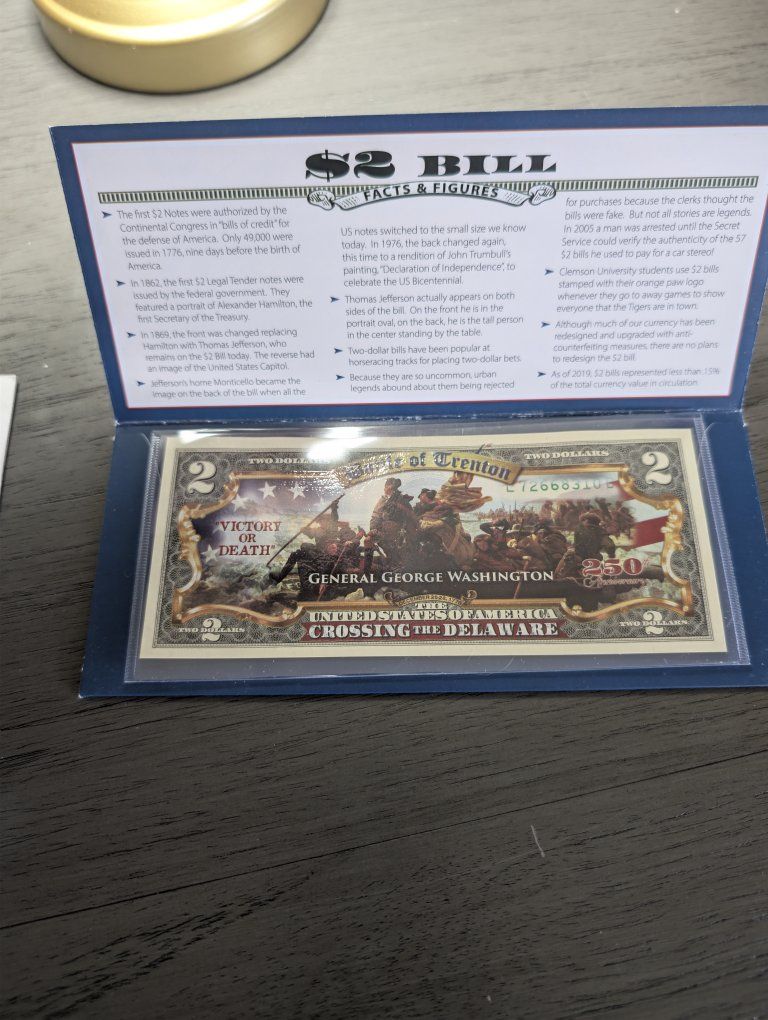 $2 BILL
FACTS & FIGURES
➤ The first $2 Notes were authorized by the
Continental Congress in "bills of credit" for
the defense of America. Only 49,000 were
issued in 1776, nine days before the birth of
America.
➤ In 1862, the first $2 Legal Tender notes were
issued by the federal government. They
featured a portrait of Alexander Hamilton, the
first Secretary of the Treasury.
➤ In 1869, the front was changed replacing
Hamilton with Thomas Jefferson, who
remains on the $2 Bill today. The reverse had
an image of the United States Capitol.
➤ Jefferson's home Monticello became the
image on the back of the bill when all the
US notes switched to the small size we know
today. In 1976, the back changed again,
this time to a rendition of John Trumbull's
painting, "Declaration of Independence", to
celebrate the US Bicentennial.
➤ Thomas Jefferson actually appears on both
sides of the bill. On the front he is in the
portrait oval, on the back, he is the tall person
in the center standing by the table.
➤ Two-dollar bills have been popular at
horseracing tracks for placing two-dollar bets.
➤ Because they are so uncommon, urban
legends abound about them being rejected
for purchases because the clerks thought the
bills were fake. But not all stories are legends.
In 2005 a man was arrested until the Secret
Service could verify the authenticity of the 57
$2 bills he used to pay for a car stereo!
➤ Clemson University students use $2 bills
stamped with their orange paw logo
whenever they go to away games to show
everyone that the Tigers are in town.
➤ Although much of our currency has been
redesigned and upgraded with anti-
counterfeiting measures, there are no plans
to redesign the $2 bill.
➤ As of 2019, $2 bills represented less than .15%
of the total currency value in circulation.
2 TWO DOLLARS of Trenton TWO DOLLARS 2
L 72668310
"VICTORY
OR
DEATH"
GENERAL GEORGE WASHINGTON
250
THE
UNITED STATES OF AMERICA
CROSSING THE DELAWARE
2 TWO DOLLARS
2 TWO DOLLARS